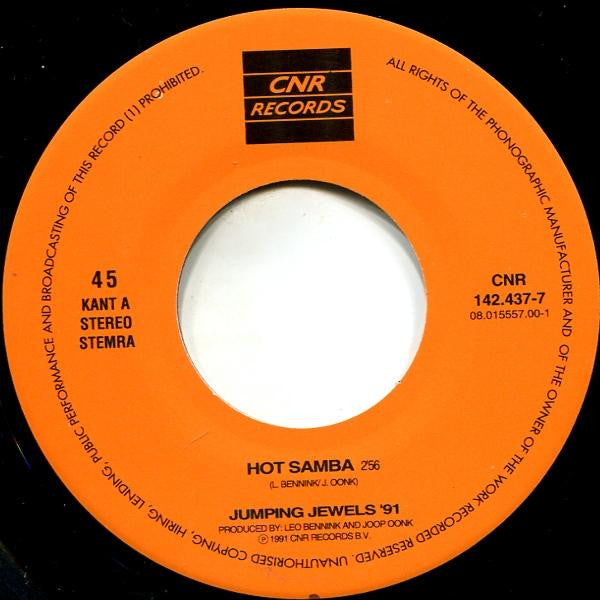 CNR
RECORDS
ALL RIGHTS OF THE PHONOGRAPHIC MANUFACTURER AND OF THE OWNER OF THE WORK RECORDED RESERVED. UNAUTHORISED COPYING, HIRING, LENDING, PUBLIC PERFORMANCE AND BROADCASTING OF THIS RECORD (1) PROHIBITED.
45
KANT A
STEREO
STEMRA
CNR
142.437-7
08.015557.00-1
HOT SAMBA 2'56
(L. BENNINK/ J. OONK)
JUMPING JEWELS '91
PRODUCED BY: LEO BENNINK AND JOOP OONK
℗ 1991 CNR RECORDS B.V.